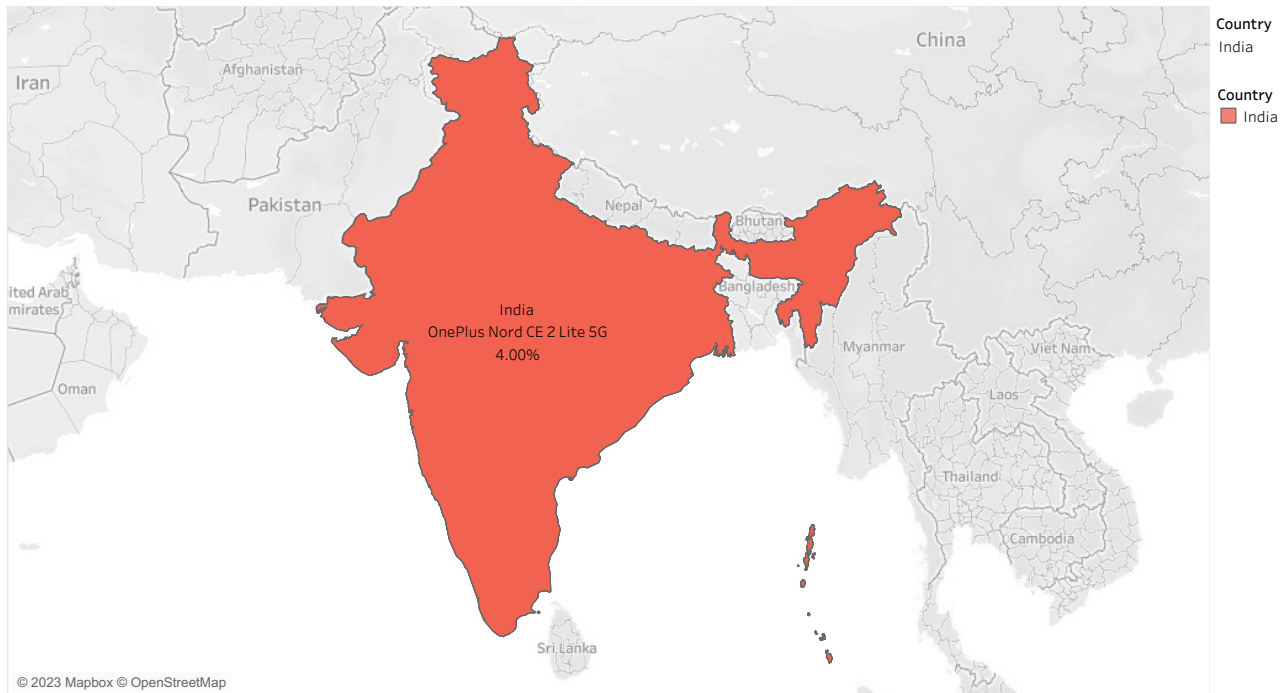 Country
India
Country
India
China
Afghanistan
Iran
Pakistan
Nepal
Bhutan
ited Arab
mirates
Bangladesh
India
OnePlus Nord CE 2 Lite 5G
4.00%
Myanmar
Viet Nam
Oman
Laos
Thailand
Cambodia
Sri Lanka
© 2023 Mapbox © OpenStreetMap